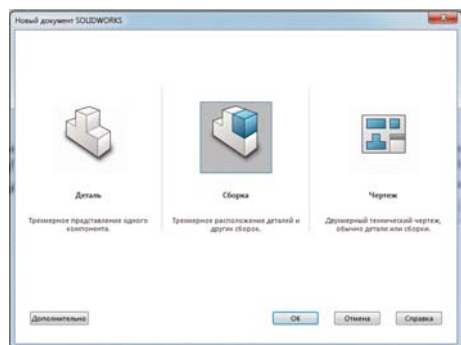 Новый документ SOLIDWORKS
Деталь
Трехмерное представление одного
компонента.
Сборка
Трехмерное расположение деталей и
других сборок.
Чертеж
Двухмерный технический чертеж,
обычно детали или сборки.
Дополнительно
OK
Отмена
Справка